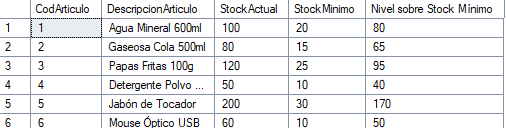 CodArticulo DescripcionArticulo StockActual StockMinimo Nivel sobre Stock Mínimo
1 1 Agua Mineral 600ml 100 20 80
2 2 Gaseosa Cola 500ml 80 15 65
3 3 Papas Fritas 100g 120 25 95
4 4 Detergente Polvo ... 50 10 40
5 5 Jabón de Tocador 200 30 170
6 6 Mouse Óptico USB 60 10 50